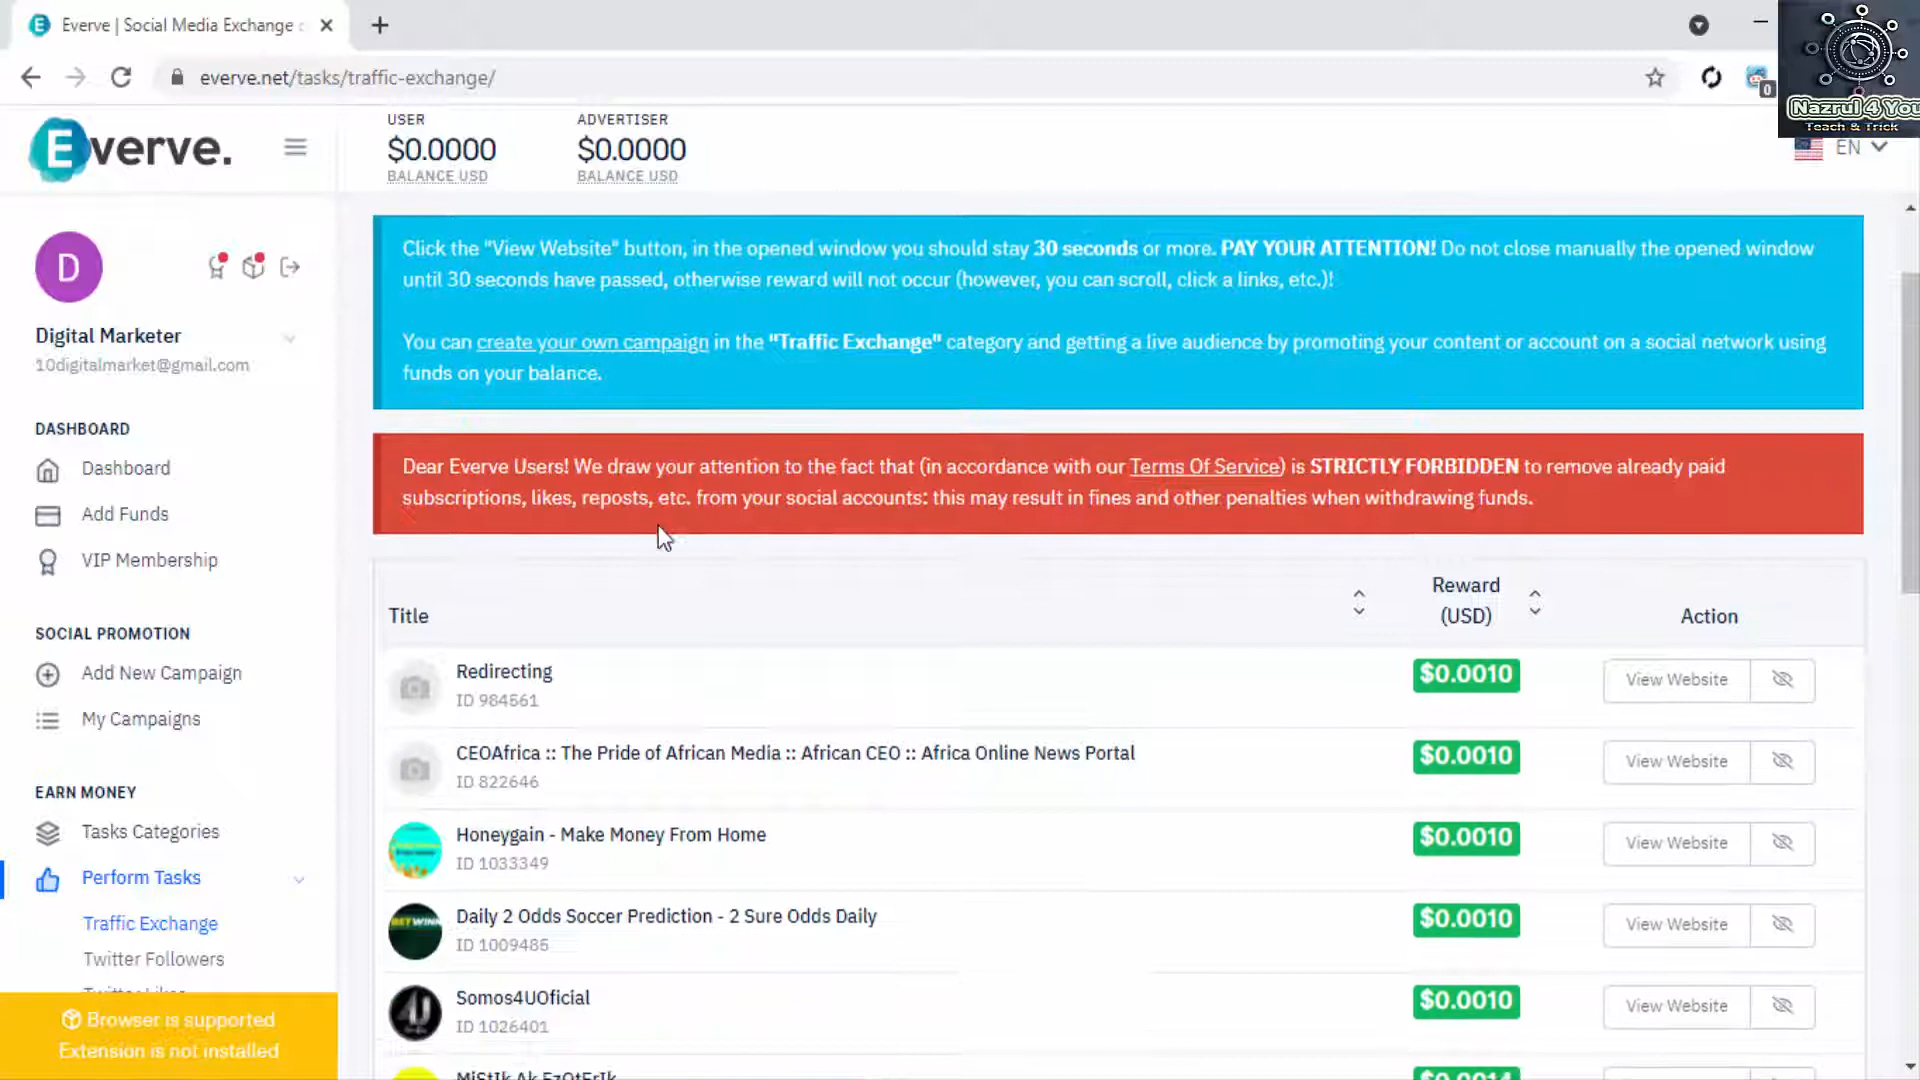 Everve | Social Media Exchange
everve.net/tasks/traffic-exchange/
0
Nazrul 4 You
Teach & Trick
Everve.
USER
$0.0000
BALANCE USD
ADVERTISER
$0.0000
BALANCE USD
EN
D
Digital Marketer
10digitalmarket@gmail.com
DASHBOARD
Dashboard
Add Funds
VIP Membership
SOCIAL PROMOTION
Add New Campaign
My Campaigns
EARN MONEY
Tasks Categories
Perform Tasks
Traffic Exchange
Twitter Followers
Twitter Likes
Browser is supported
Extension is not installed
Click the "View Website" button, in the opened window you should stay 30 seconds or more. PAY YOUR ATTENTION! Do not close manually the opened window
until 30 seconds have passed, otherwise reward will not occur (however, you can scroll, click a links, etc.)!
You can create your own campaign in the "Traffic Exchange" category and getting a live audience by promoting your content or account on a social network using
funds on your balance.
Dear Everve Users! We draw your attention to the fact that (in accordance with our Terms Of Service) is STRICTLY FORBIDDEN to remove already paid
subscriptions, likes, reposts, etc. from your social accounts: this may result in fines and other penalties when withdrawing funds.
Title
Reward
(USD)
Action
Redirecting
ID 984561
$0.0010
View Website
CEOAfrica :: The Pride of African Media :: African CEO :: Africa Online News Portal
ID 822646
$0.0010
View Website
Honeygain - Make Money From Home
ID 1033349
$0.0010
View Website
Daily 2 Odds Soccer Prediction - 2 Sure Odds Daily
ID 1009485
$0.0010
View Website
Somos4UOficial
ID 1026401
$0.0010
View Website
MiStIk Ak EzOtErIk
$0.0014